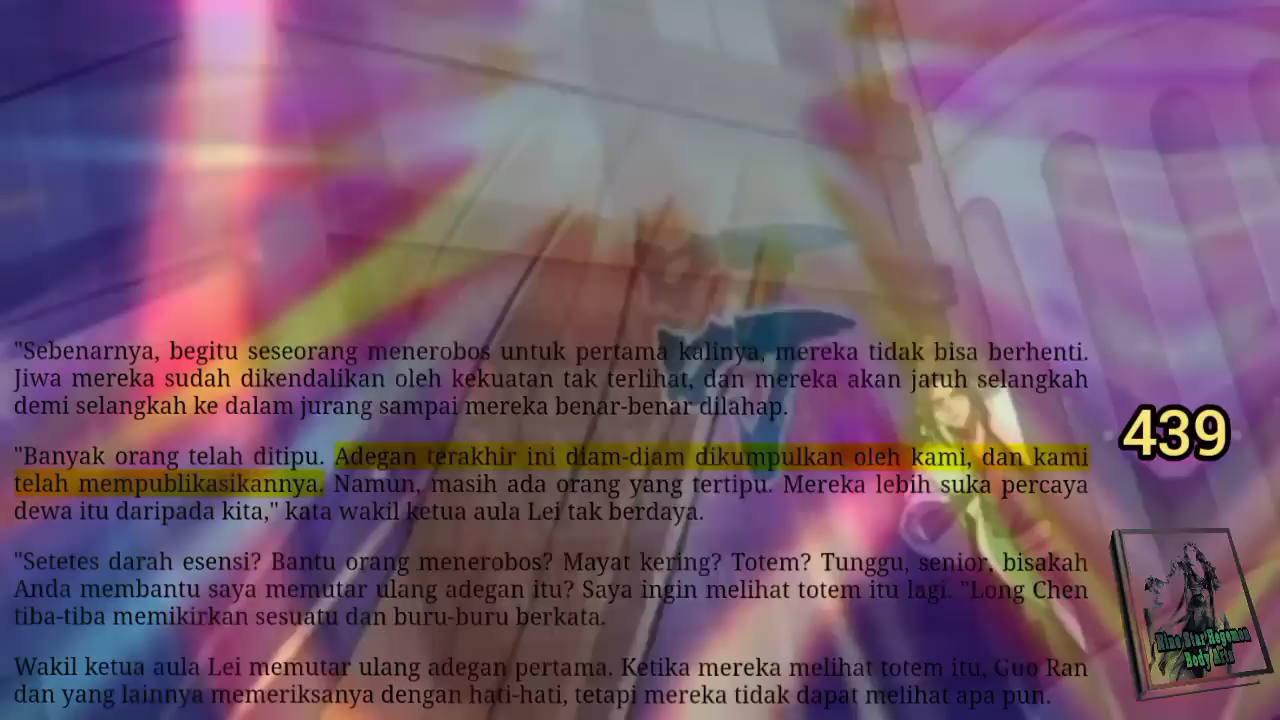 "Sebenarnya, begitu seseorang menerobos untuk pertama kalinya, mereka tidak bisa berhenti.
Jiwa mereka sudah dikendalikan oleh kekuatan tak terlihat, dan mereka akan jatuh selangkah
demi selangkah ke dalam jurang sampai mereka benar-benar dilahap.
"Banyak orang telah ditipu. Adegan terakhir ini diam-diam dikumpulkan oleh kami, dan kami
telah mempublikasikannya. Namun, masih ada orang yang tertipu. Mereka lebih suka percaya
dewa itu daripada kita," kata wakil ketua aula Lei tak berdaya.
"Setetes darah esensi? Bantu orang menerobos? Mayat kering? Totem? Tunggu, senior, bisakah
Anda membantu saya memutar ulang adegan itu? Saya ingin melihat totem itu lagi. "Long Chen
tiba-tiba memikirkan sesuatu dan buru-buru berkata.
Wakil ketua aula Lei memutar ulang adegan pertama. Ketika mereka melihat totem itu, Guo Ran
dan yang lainnya memeriksanya dengan hati-hati, tetapi mereka tidak dapat melihat apa pun.
439
Nine Star Hegemon
Body Arts